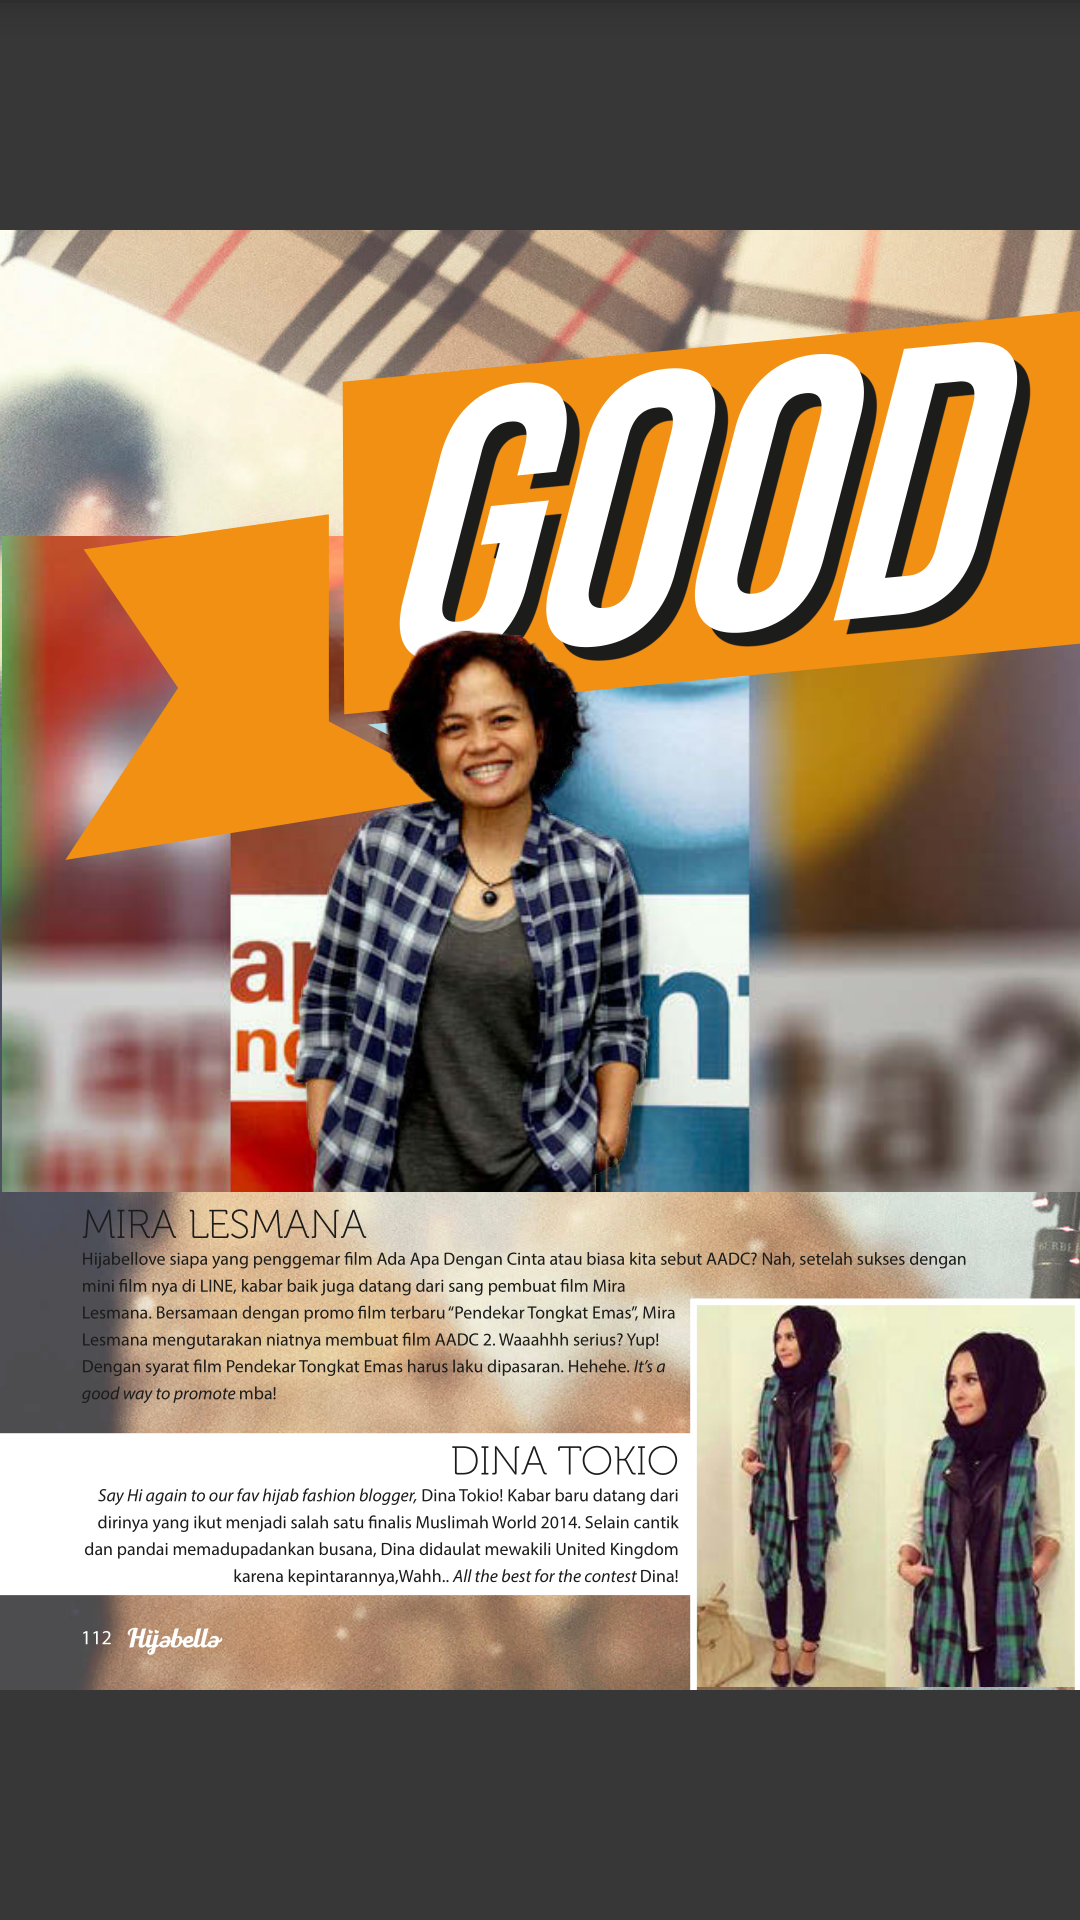 GOOD
ap
ng
n
ta?
MIRA LESMANA
Hijabellove siapa yang penggemar film Ada Apa Dengan Cinta atau biasa kita sebut AADC? Nah, setelah sukses dengan
mini film nya di LINE, kabar baik juga datang dari sang pembuat film Mira
Lesmana. Bersamaan dengan promo film terbaru “Pendekar Tongkat Emas”, Mira
Lesmana mengutarakan niatnya membuat film AADC 2. Waaahhh serius? Yup!
Dengan syarat film Pendekar Tongkat Emas harus laku dipasaran. Hehehe. It's a
good way to promote mba!
DINA TOKIO
Say Hi again to our fav hijab fashion blogger, Dina Tokio! Kabar baru datang dari
dirinya yang ikut menjadi salah satu finalis Muslimah World 2014. Selain cantik
dan pandai memadupadankan busana, Dina didaulat mewakili United Kingdom
karena kepintarannya,Wahh.. All the best for the contest Dina!
112 Hijabella